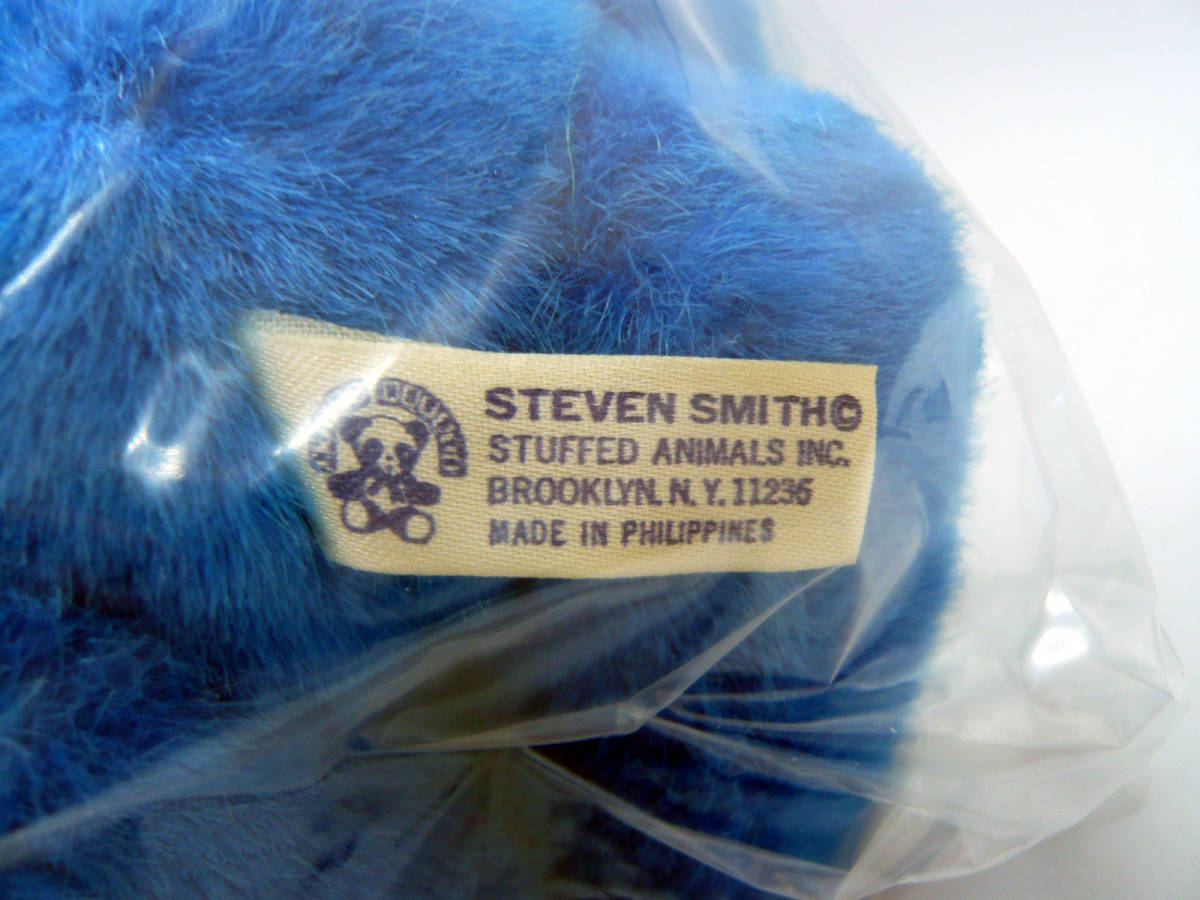 STEVEN SMITH©
STUFFED ANIMALS INC.
BROOKLYN. N. Y. 11236
MADE IN PHILIPPINES